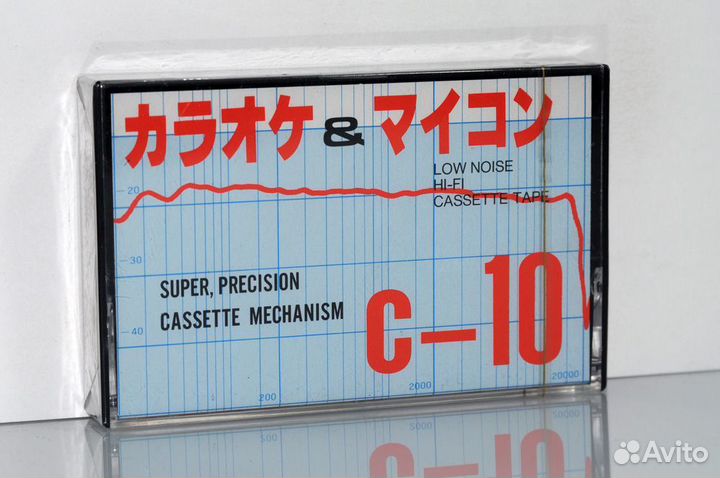 カラオケ & マイコン
LOW NOISE
HI-FI
CASSETTE TAPE
-20
-30
SUPER, PRECISION
CASSETTE MECHANISM
C-10
-40
200 2000 20000
Avito